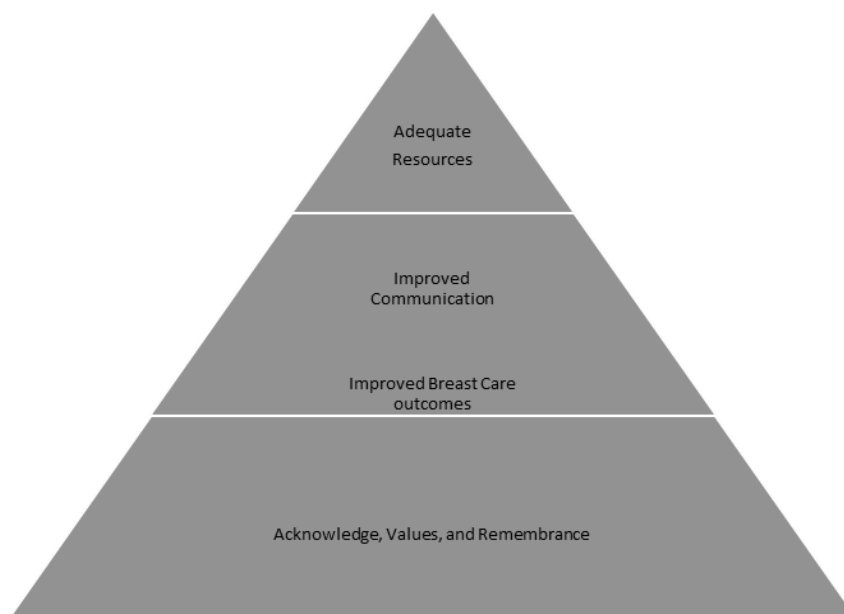 Adequate
Resources
Improved
Communication
Improved Breast Care
outcomes
Acknowledge, Values, and Remembrance